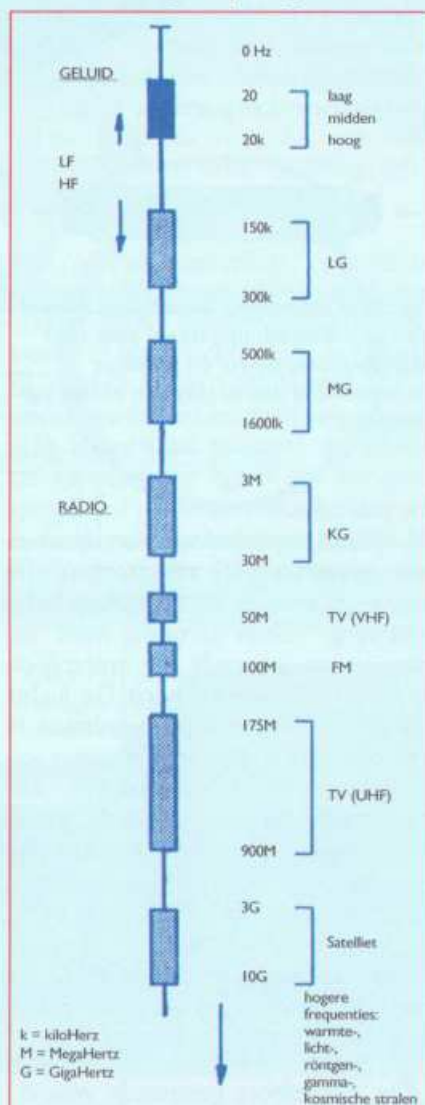 0 Hz
GELUID
20
laag
midden
20k
hoog
LF
HF
150k
LG
300k
500lk
MG
1600lk
3M
RADIO
KG
30M
50M
TV (VHF)
100M
FM
175M
TV (UHF)
900M
3G
Satelliet
10G
hogere
frequenties:
warmte-,
licht-,
röntgen-,
gamma-,
kosmische stralen
k = kiloHerz
M = MegaHertz
G = GigaHertz